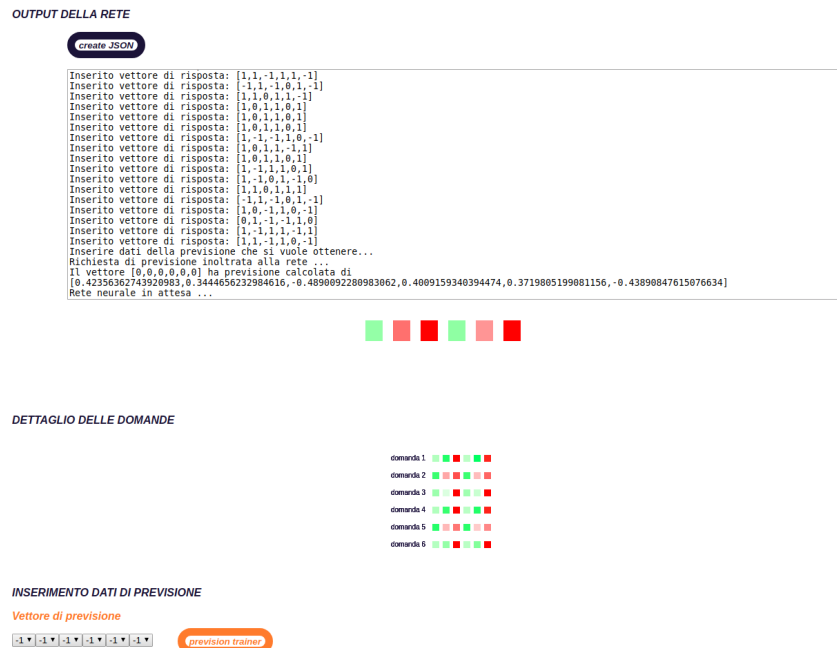 OUTPUT DELLA RETE
create JSON
Inserito vettore di risposta: [1,1,-1,1,1,-1]
Inserito vettore di risposta: [-1,1,-1,0,1,-1]
Inserito vettore di risposta: [1,1,0,1,1,-1]
Inserito vettore di risposta: [1,0,1,1,0,1]
Inserito vettore di risposta: [1,0,1,1,0,1]
Inserito vettore di risposta: [1,0,1,1,0,1]
Inserito vettore di risposta: [1,-1,-1,1,0,-1]
Inserito vettore di risposta: [1,0,1,1,-1,1]
Inserito vettore di risposta: [1,0,1,1,0,1]
Inserito vettore di risposta: [1,-1,1,1,0,1]
Inserito vettore di risposta: [1,-1,0,1,-1,0]
Inserito vettore di risposta: [1,1,0,1,1,1]
Inserito vettore di risposta: [-1,1,-1,0,1,-1]
Inserito vettore di risposta: [1,0,-1,1,0,-1]
Inserito vettore di risposta: [0,1,-1,-1,1,0]
Inserito vettore di risposta: [1,-1,1,1,-1,1]
Inserito vettore di risposta: [1,1,-1,1,0,-1]
Inserire dati della previsione che si vuole ottenere...
Richiesta di previsione inoltrata alla rete ...
Il vettore [0,0,0,0,0,0] ha previsione calcolata di
[0.42356362743920983,0.3444656232984616,-0.4890092280983062,0.4009159340394474,0.3719805199081156,-0.43890847615076634]
Rete neurale in attesa ...
DETTAGLIO DELLE DOMANDE
domanda 1
domanda 2
domanda 3
domanda 4
domanda 5
domanda 6
INSERIMENTO DATI DI PREVISIONE
Vettore di previsione
-1 -1 -1 -1 -1 -1 prevision trainer